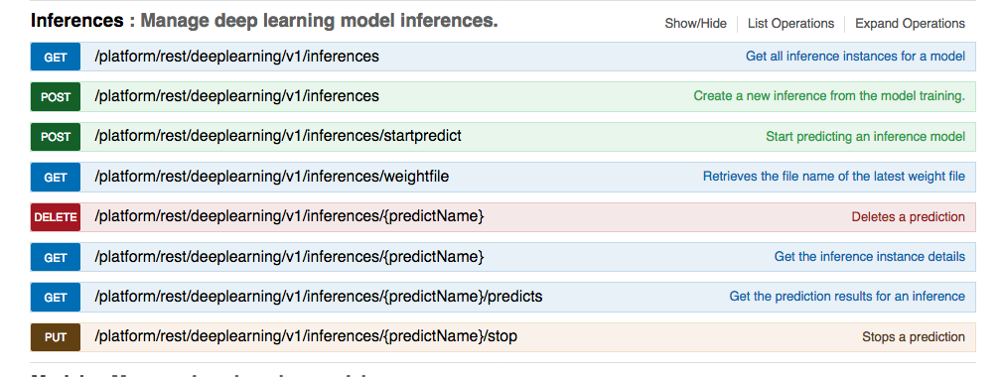 Inferences : Manage deep learning model inferences. Show/Hide List Operations Expand Operations
GET /platform/rest/deeplearning/v1/inferences Get all inference instances for a model
POST /platform/rest/deeplearning/v1/inferences Create a new inference from the model training.
POST /platform/rest/deeplearning/v1/inferences/startpredict Start predicting an inference model
GET /platform/rest/deeplearning/v1/inferences/weightfile Retrieves the file name of the latest weight file
DELETE /platform/rest/deeplearning/v1/inferences/{predictName} Deletes a prediction
GET /platform/rest/deeplearning/v1/inferences/{predictName} Get the inference instance details
GET /platform/rest/deeplearning/v1/inferences/{predictName}/predicts Get the prediction results for an inference
PUT /platform/rest/deeplearning/v1/inferences/{predictName}/stop Stops a prediction